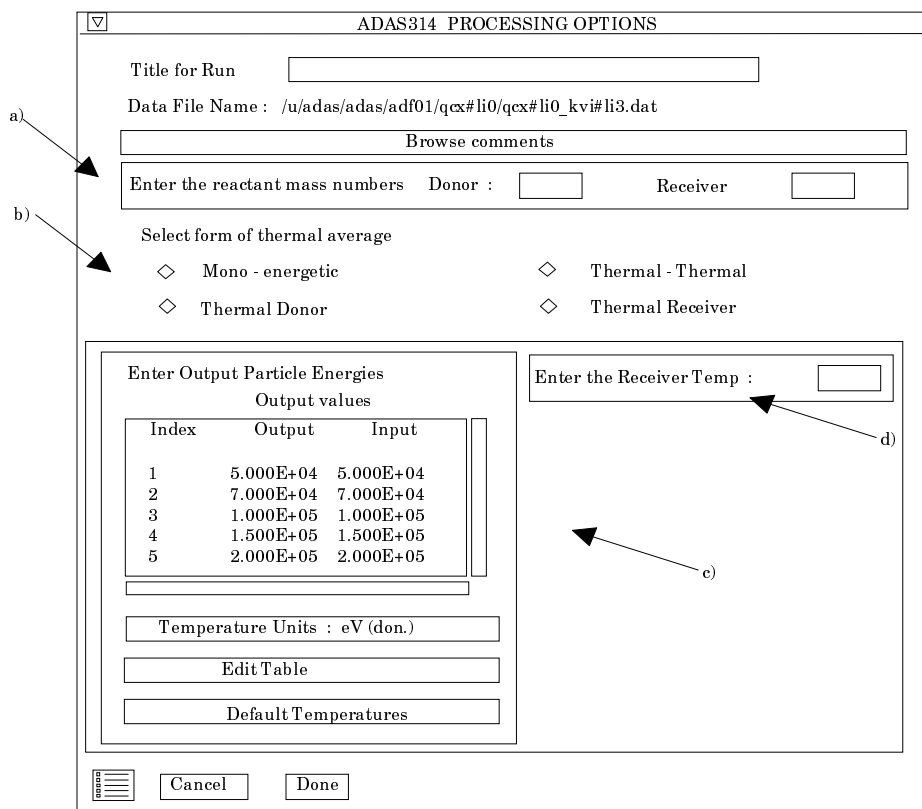 ADAS314 PROCESSING OPTIONS
Title for Run
Data File Name : /u/adas/adas/adf01/qcx#li0/qcx#li0_kvi#li3.dat
a)
Browse comments
Enter the reactant mass numbers Donor : Receiver
b)
Select form of thermal average
Mono - energetic Thermal - Thermal
Thermal Donor Thermal Receiver
Enter Output Particle Energies
Enter the Receiver Temp :
Output values
Index Output Input
d)
1 5.000E+04 5.000E+04
2 7.000E+04 7.000E+04
3 1.000E+05 1.000E+05
4 1.500E+05 1.500E+05
5 2.000E+05 2.000E+05
c)
Temperature Units : eV (don.)
Edit Table
Default Temperatures
Cancel Done